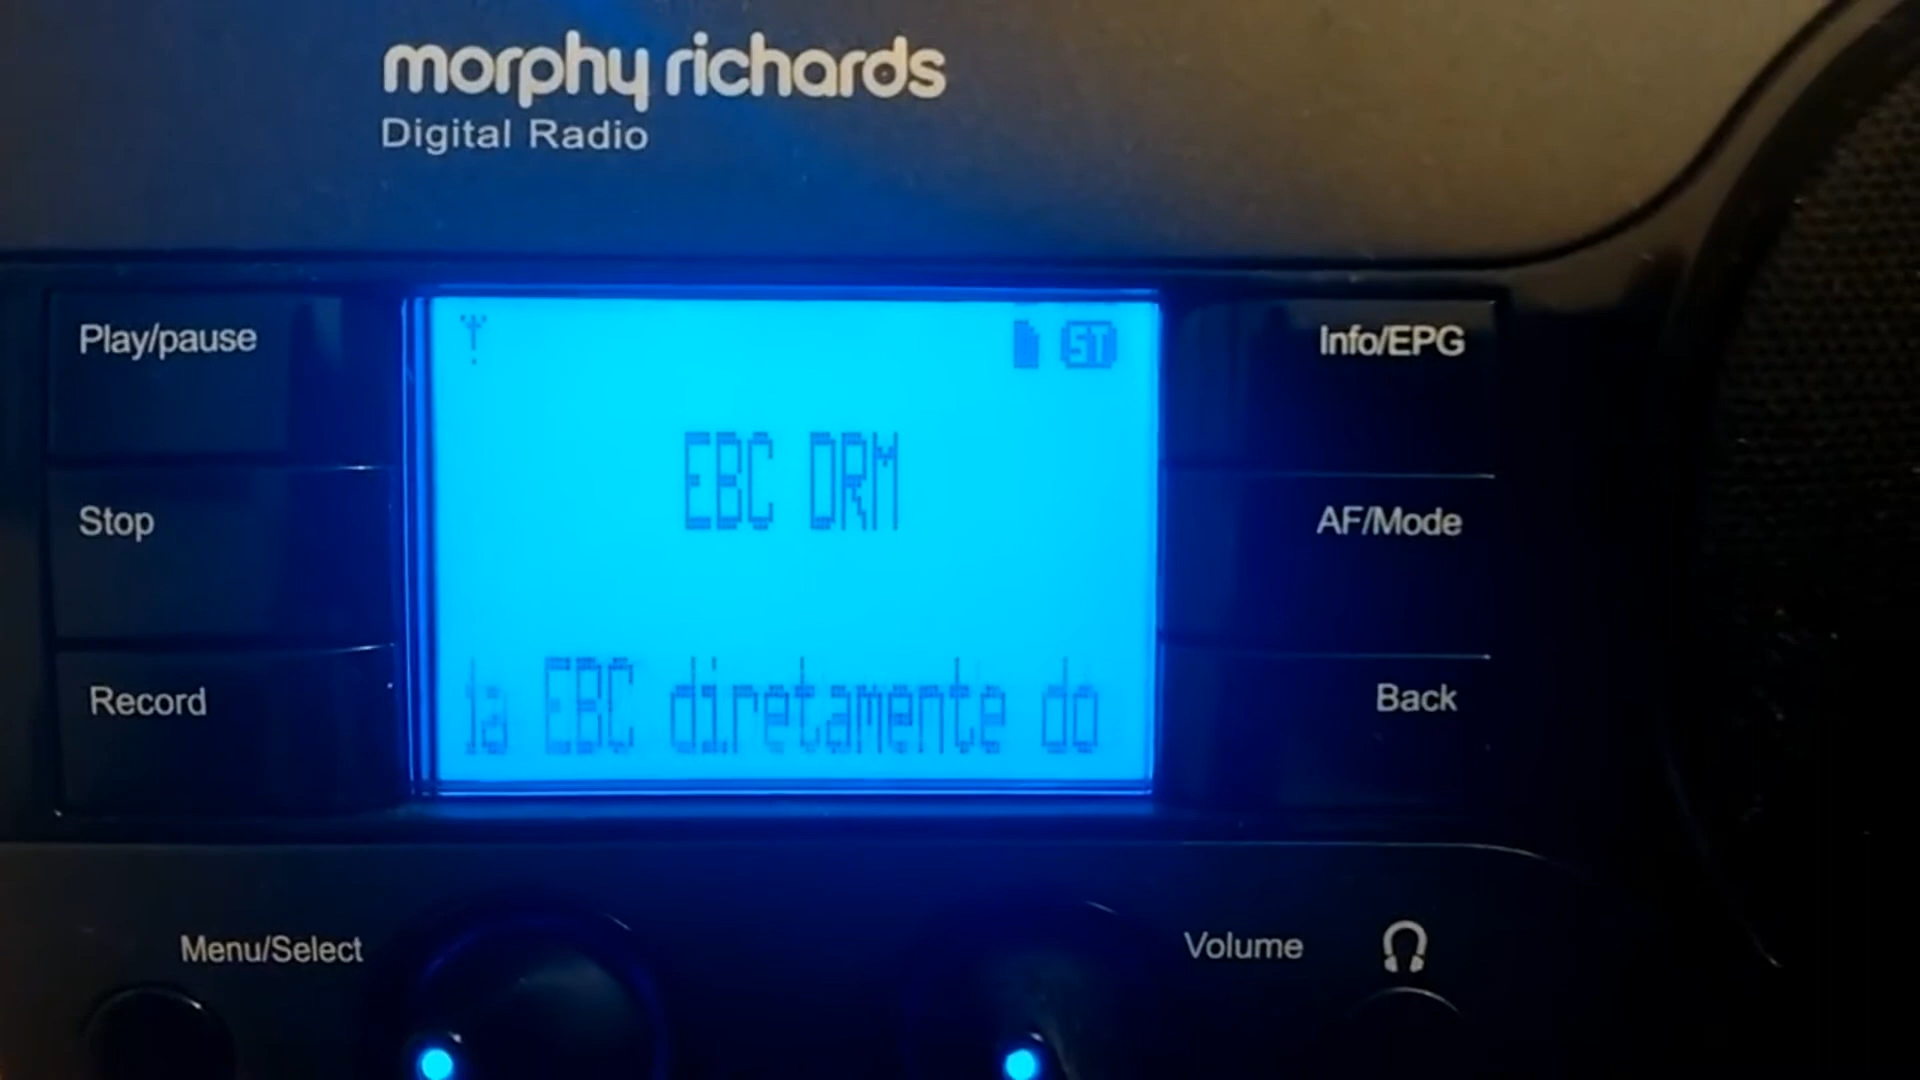 morphy richards
Digital Radio
Play/pause
Info/EPG
ST
EBC DRM
Stop
AF/Mode
la EBC diretamente do
Record
Back
Menu/Select
Volume